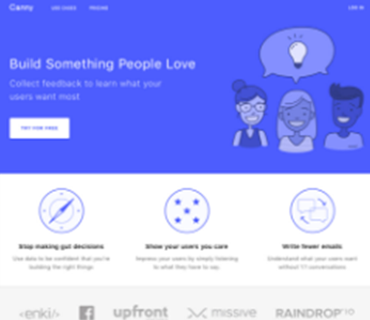 Canny
USE CASES
PRICING
LOG IN
Build Something People Love
Collect feedback to learn what your
users want most
TRY FOR FREE
Stop making gut decisions
Use data to be confident that you're
building the right things
Show your users you care
Impress your users by simply listening
to what they have to say.
Write fewer emails
Understand what your users want
without 1:1 conversations
<enki/>
upfront
missive
RAINDROP